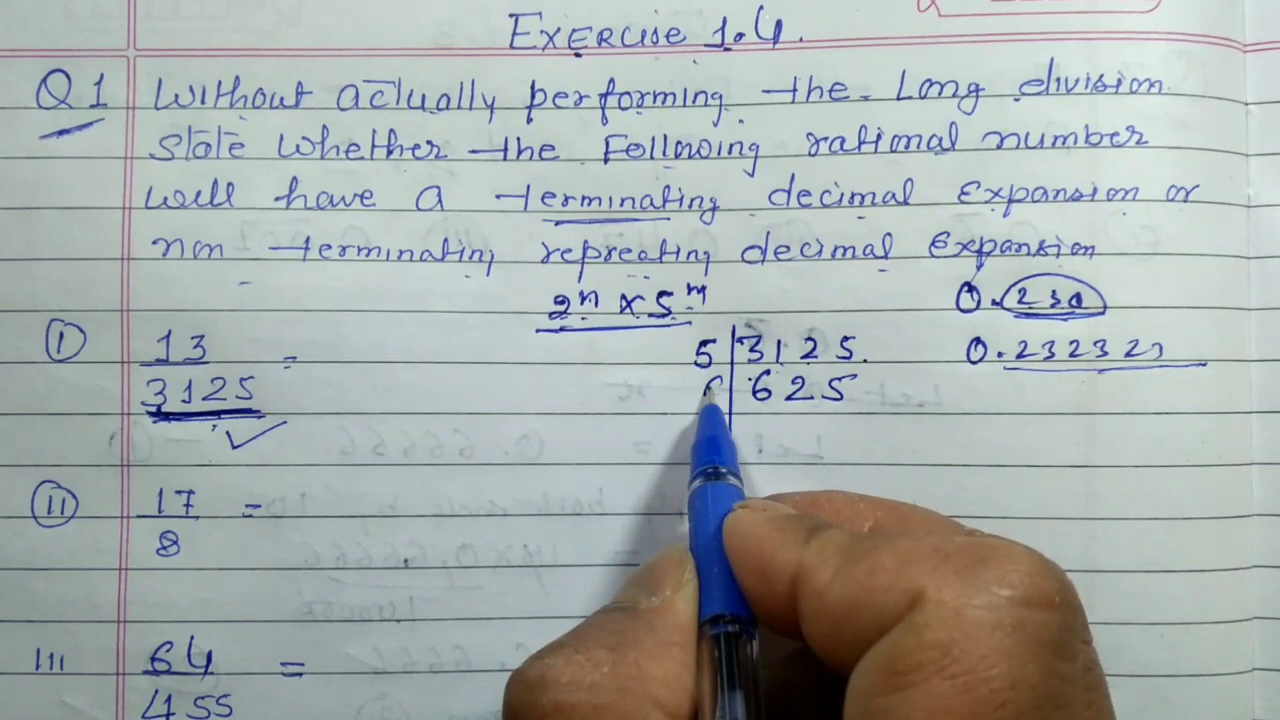 EXERCISE 1.4.
Q1 Without actually performing the Long division
state whether the Following rational number
will have a terminating decimal expansion or
non terminating repreating decimal Expansion
2ⁿ × 5ᵐ
0.230
(I) 13/3125 =
5 | 3125.
0.232323
625
(II) 17/8 =
III 64/455 =